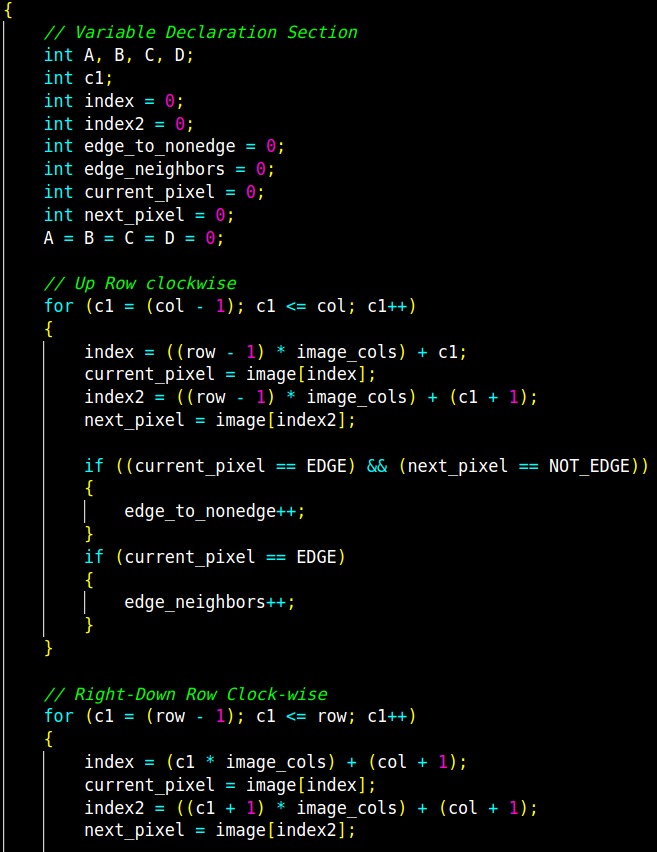 {
// Variable Declaration Section
int A, B, C, D;
int c1;
int index = 0;
int index2 = 0;
int edge_to_nonedge = 0;
int edge_neighbors = 0;
int current_pixel = 0;
int next_pixel = 0;
A = B = C = D = 0;
// Up Row clockwise
for (c1 = (col - 1); c1 <= col; c1++)
{
index = ((row - 1) * image_cols) + c1;
current_pixel = image[index];
index2 = ((row - 1) * image_cols) + (c1 + 1);
next_pixel = image[index2];
if ((current_pixel == EDGE) && (next_pixel == NOT_EDGE))
{
edge_to_nonedge++;
}
if (current_pixel == EDGE)
{
edge_neighbors++;
}
}
// Right-Down Row Clock-wise
for (c1 = (row - 1); c1 <= row; c1++)
{
index = (c1 * image_cols) + (col + 1);
current_pixel = image[index];
index2 = ((c1 + 1) * image_cols) + (col + 1);
next_pixel = image[index2];